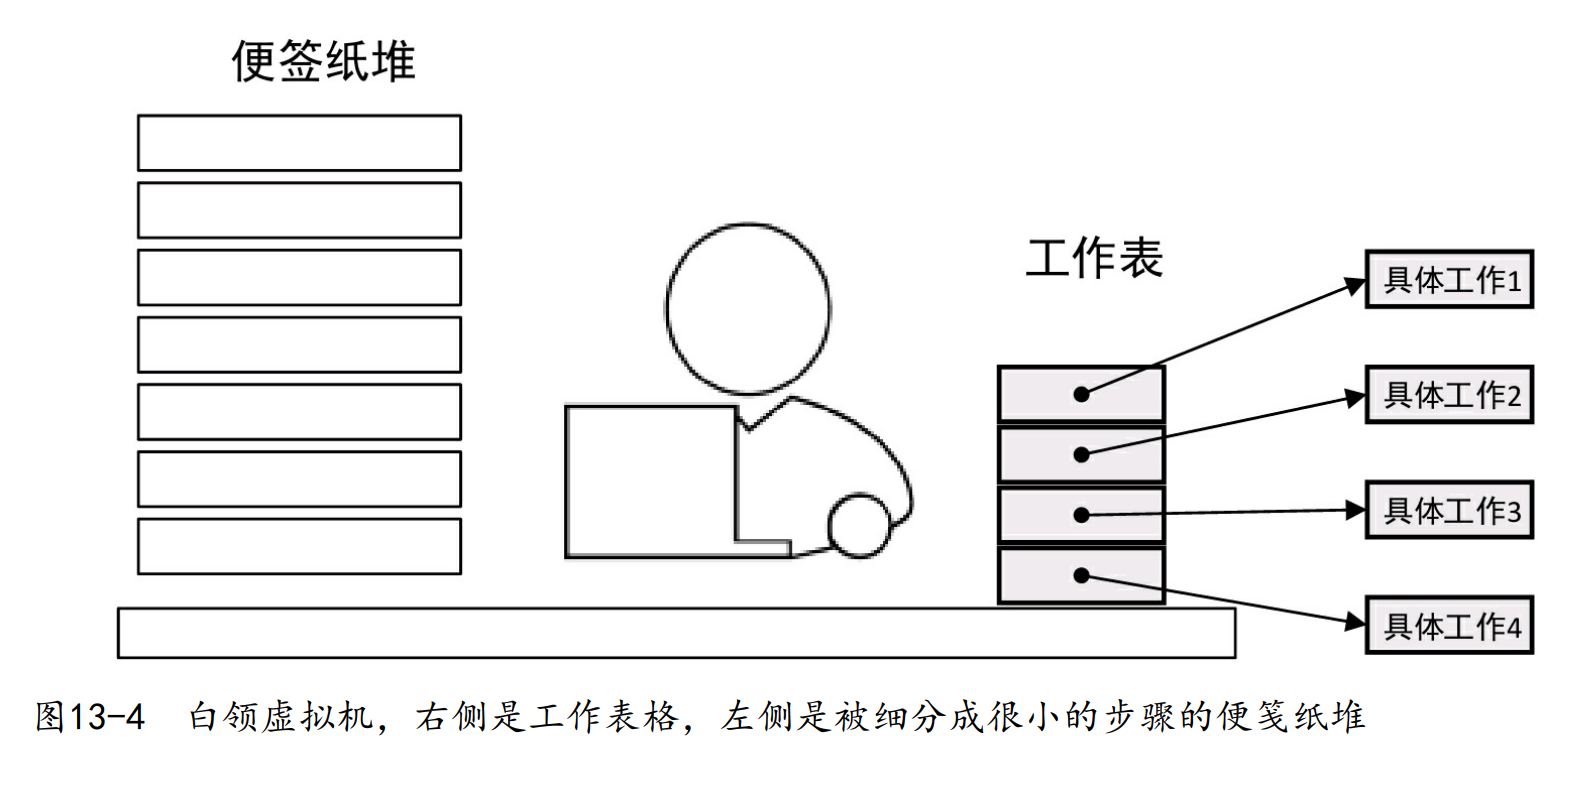 便签纸堆
工作表
具体工作1
具体工作2
具体工作3
具体工作4
图13-4 白领虚拟机，右侧是工作表格，左侧是被细分成很小的步骤的便笺纸堆